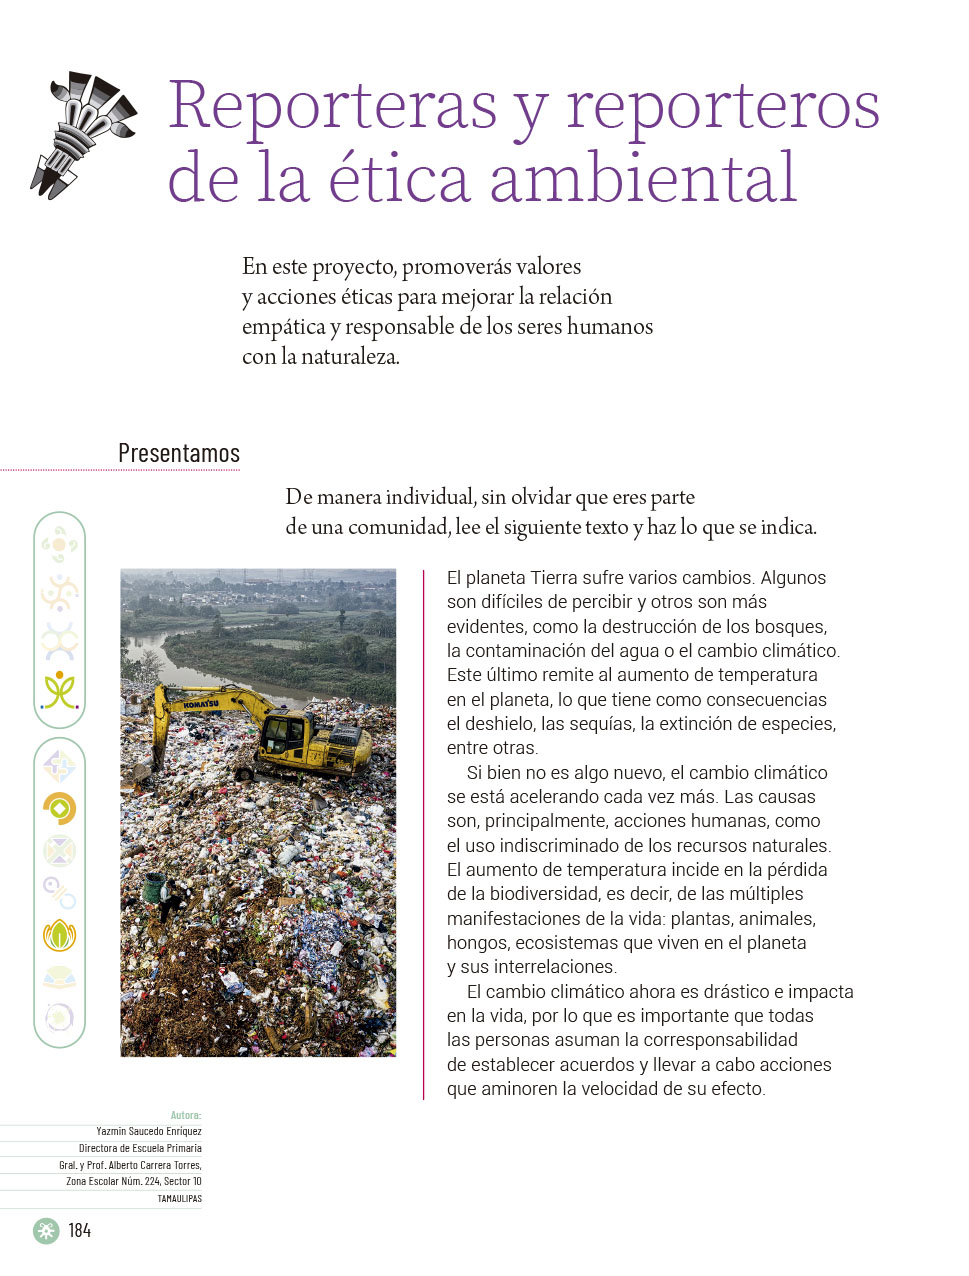 Reporteras y reporteros
de la ética ambiental
En este proyecto, promoverás valores
y acciones éticas para mejorar la relación
empática y responsable de los seres humanos
con la naturaleza.
Presentamos
De manera individual, sin olvidar que eres parte
de una comunidad, lee el siguiente texto y haz lo que se indica.
KOMATSU
El planeta Tierra sufre varios cambios. Algunos
son difíciles de percibir y otros son más
evidentes, como la destrucción de los bosques,
la contaminación del agua o el cambio climático.
Este último remite al aumento de temperatura
en el planeta, lo que tiene como consecuencias
el deshielo, las sequías, la extinción de especies,
entre otras.
Si bien no es algo nuevo, el cambio climático
se está acelerando cada vez más. Las causas
son, principalmente, acciones humanas, como
el uso indiscriminado de los recursos naturales.
El aumento de temperatura incide en la pérdida
de la biodiversidad, es decir, de las múltiples
manifestaciones de la vida: plantas, animales,
hongos, ecosistemas que viven en el planeta
y sus interrelaciones.
El cambio climático ahora es drástico e impacta
en la vida, por lo que es importante que todas
las personas asuman la corresponsabilidad
de establecer acuerdos y llevar a cabo acciones
que aminoren la velocidad de su efecto.
Autora:
Yazmin Saucedo Enríquez
Directora de Escuela Primaria
Gral. y Prof. Alberto Carrera Torres,
Zona Escolar Núm. 224, Sector 10
TAMAULIPAS
184